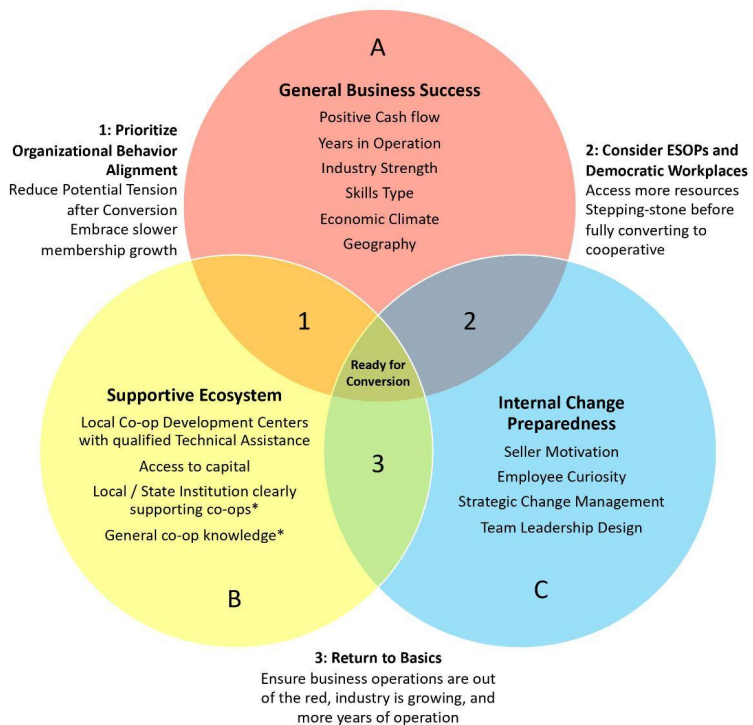 A
General Business Success
Positive Cash flow
Years in Operation
Industry Strength
Skills Type
Economic Climate
Geography
1: Prioritize
Organizational Behavior
Alignment
Reduce Potential Tension
after Conversion
Embrace slower
membership growth
2: Consider ESOPs and
Democratic Workplaces
Access more resources
Stepping-stone before
fully converting to
cooperative
1
2
Ready for
Conversion
Supportive Ecosystem
Local Co-op Development Centers
with qualified Technical Assistance
Access to capital
Local / State Institution clearly
supporting co-ops*
General co-op knowledge*
B
3
Internal Change
Preparedness
Seller Motivation
Employee Curiosity
Strategic Change Management
Team Leadership Design
C
3: Return to Basics
Ensure business operations are out
of the red, industry is growing, and
more years of operation